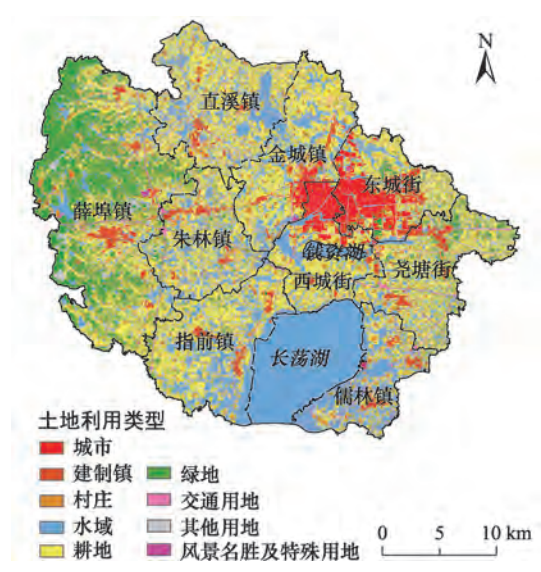 N
直溪镇
金城镇
东城街
薛埠镇
朱林镇
钱资湖
尧塘街
西城街
指前镇
长荡湖
儒林镇
土地利用类型
城市
建制镇
绿地
村庄
交通用地
水域
其他用地
耕地
风景名胜及特殊用地
0 5 10 km